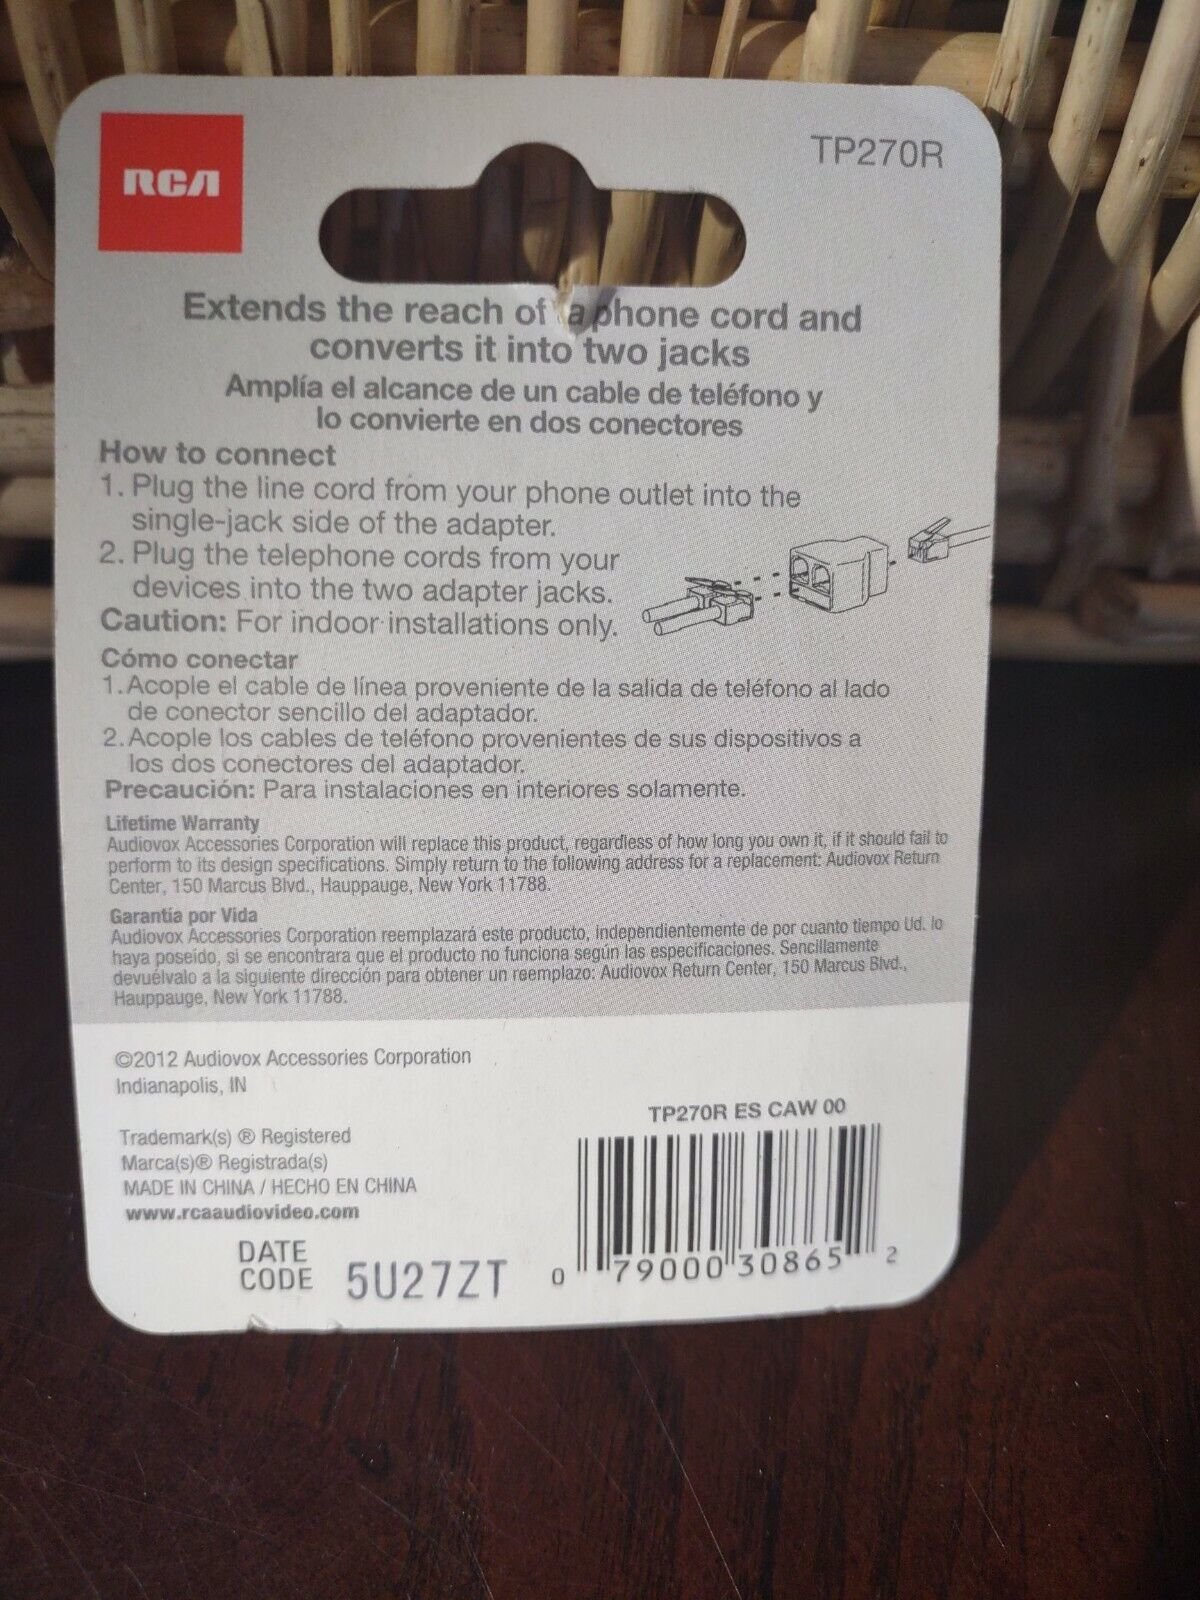 RCA
TP270R
Extends the reach of a phone cord and
converts it into two jacks
Amplía el alcance de un cable de teléfono y
lo convierte en dos conectores
How to connect
1. Plug the line cord from your phone outlet into the
single-jack side of the adapter.
2. Plug the telephone cords from your
devices into the two adapter jacks.
Caution: For indoor installations only.
Cómo conectar
1. Acople el cable de línea proveniente de la salida de teléfono al lado
de conector sencillo del adaptador.
2. Acople los cables de teléfono provenientes de sus dispositivos a
los dos conectores del adaptador.
Precaución: Para instalaciones en interiores solamente.
Lifetime Warranty
Audiovox Accessories Corporation will replace this product, regardless of how long you own it, if it should fail to
perform to its design specifications. Simply return to the following address for a replacement: Audiovox Return
Center, 150 Marcus Blvd., Hauppauge, New York 11788.
Garantía por Vida
Audiovox Accessories Corporation reemplazará este producto, independientemente de por cuanto tiempo Ud. lo
haya poseído, si se encontrara que el producto no funciona según las especificaciones. Sencillamente
devuélvalo a la siguiente dirección para obtener un reemplazo: Audiovox Return Center, 150 Marcus Blvd.,
Hauppauge, New York 11788.
©2012 Audiovox Accessories Corporation
Indianapolis, IN
Trademark(s) ® Registered
Marca(s)® Registrada(s)
MADE IN CHINA / HECHO EN CHINA
www.rcaaudiovideo.com
DATE
CODE 5U27ZT
TP270R ES CAW 00
0 79000 30865 2